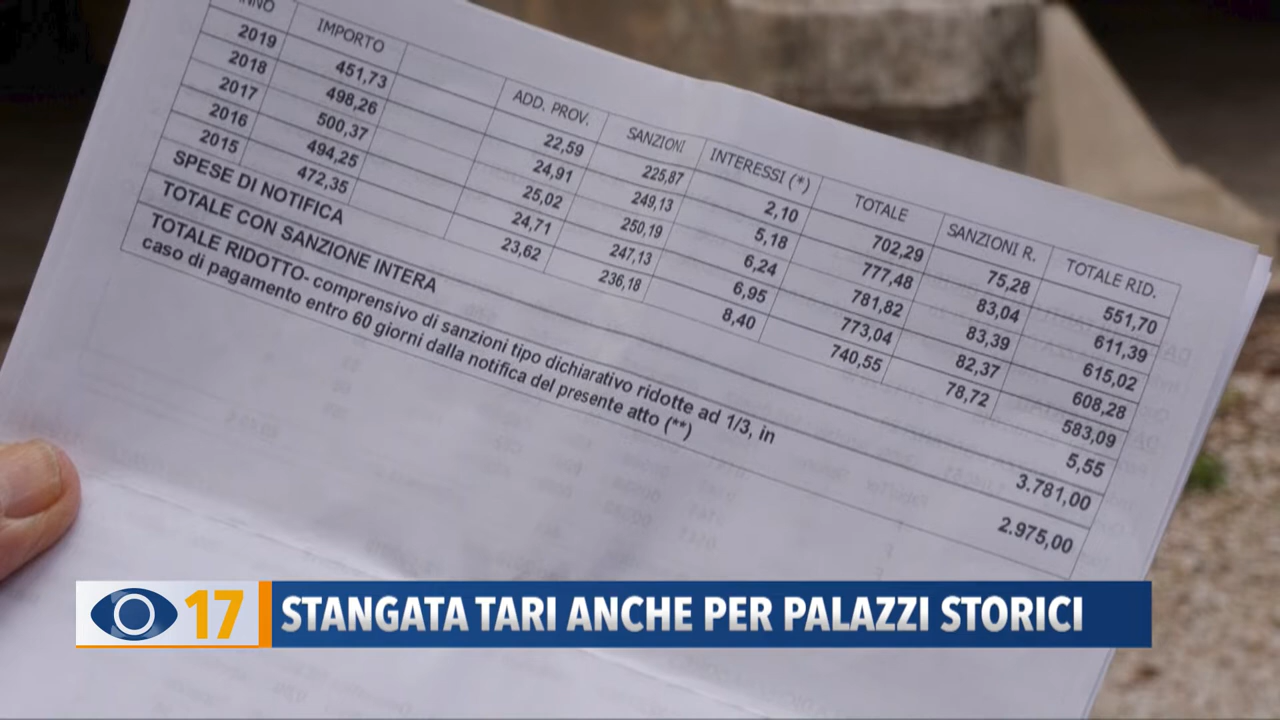 ANNO IMPORTO ADD. PROV. SANZIONI INTERESSI (*) TOTALE SANZIONI R. TOTALE RID.
2019 451,73 22,59 225,87 2,10 702,29 75,28 551,70
2018 498,26 24,91 249,13 5,18 777,48 83,04 611,39
2017 500,37 25,02 250,19 6,24 781,82 83,39 615,02
2016 494,25 24,71 247,13 6,95 773,04 82,37 608,28
2015 472,35 23,62 236,18 8,40 740,55 78,72 583,09
SPESE DI NOTIFICA 5,55
TOTALE CON SANZIONE INTERA 3.781,00
TOTALE RIDOTTO- comprensivo di sanzioni tipo dichiarativo ridotte ad 1/3, in
caso di pagamento entro 60 giorni dalla notifica del presente atto (**) 2.975,00
17 STANGATA TARI ANCHE PER PALAZZI STORICI